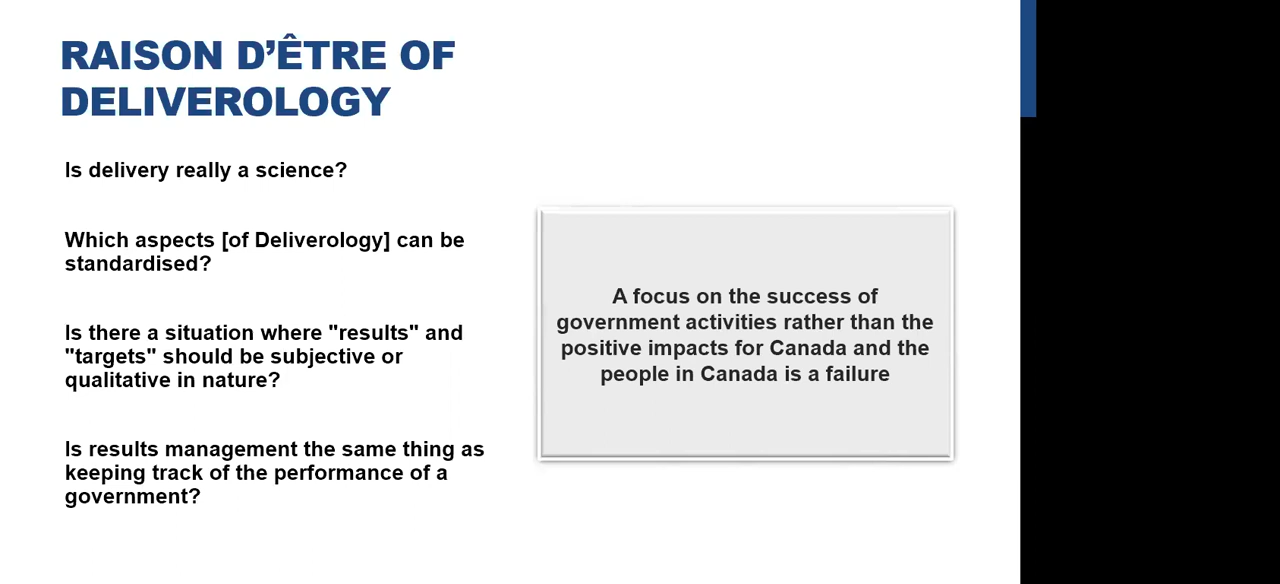 RAISON D’ÊTRE OF
DELIVEROLOGY
Is delivery really a science?
Which aspects [of Deliverology] can be
standardised?
Is there a situation where "results" and
"targets" should be subjective or
qualitative in nature?
Is results management the same thing as
keeping track of the performance of a
government?
A focus on the success of
government activities rather than the
positive impacts for Canada and the
people in Canada is a failure